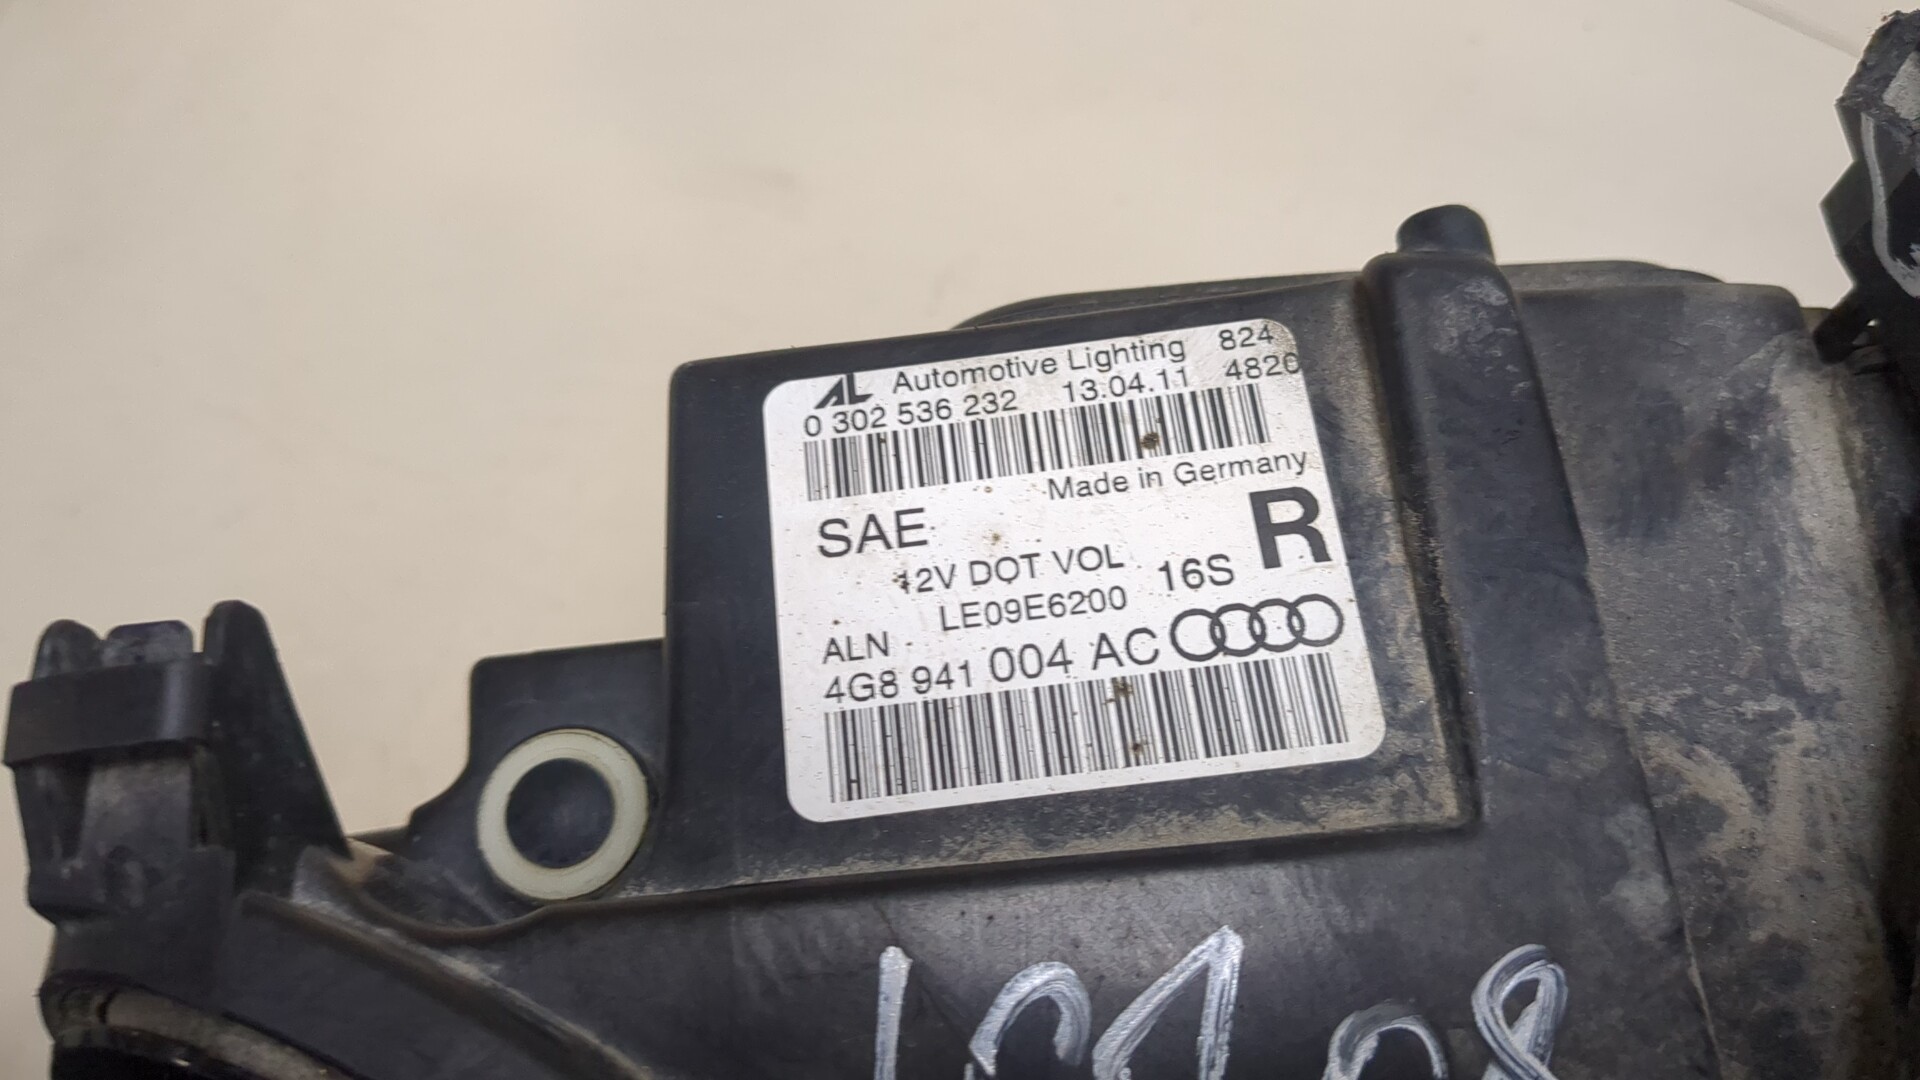 AL Automotive Lighting 824
0 302 536 232 13.04.11 4820
Made in Germany
SAE R
12V DOT VOL 16S
LE09E6200
ALN
4G8 941 004 AC